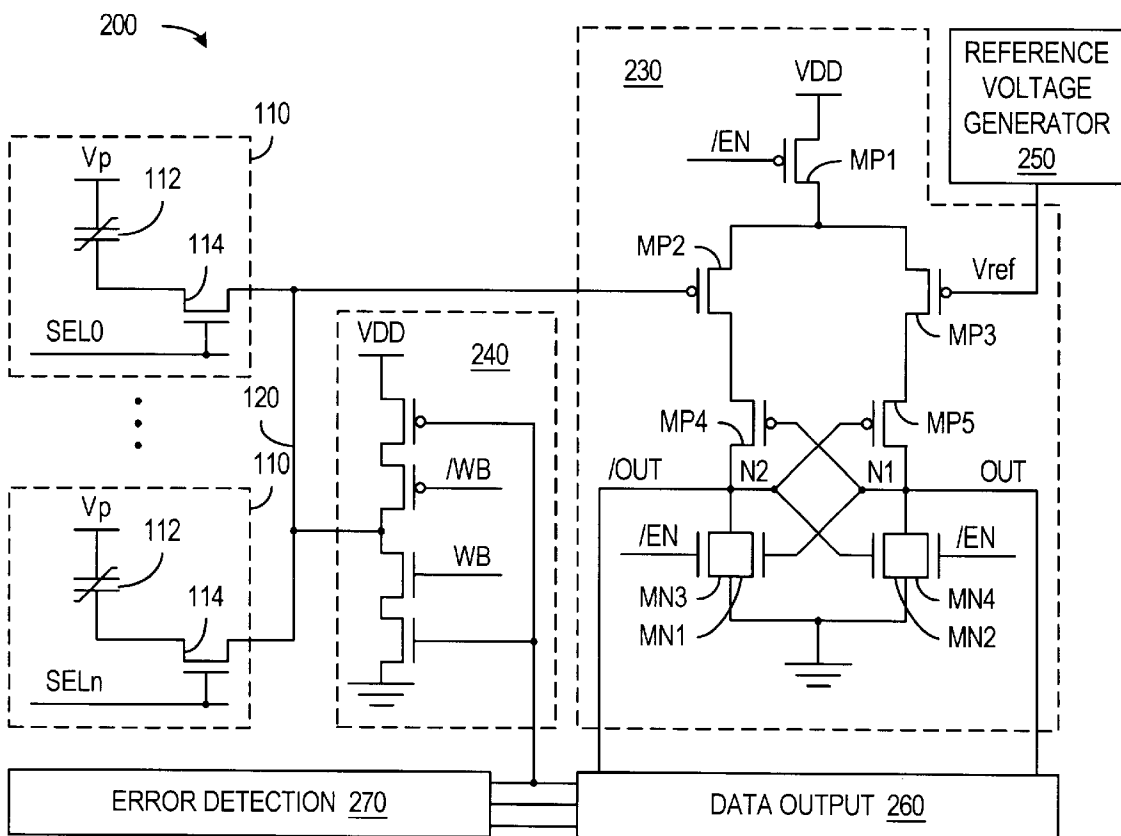 200
110
Vp
112
114
SEL0
120
110
Vp
112
114
SELn
VDD
240
/WB
WB
230
VDD
/EN
MP1
MP2
Vref
MP3
MP4
MP5
/OUT
N2
N1
OUT
/EN
/EN
MN3
MN1
MN4
MN2
REFERENCE
VOLTAGE
GENERATOR
250
ERROR DETECTION 270
DATA OUTPUT 260